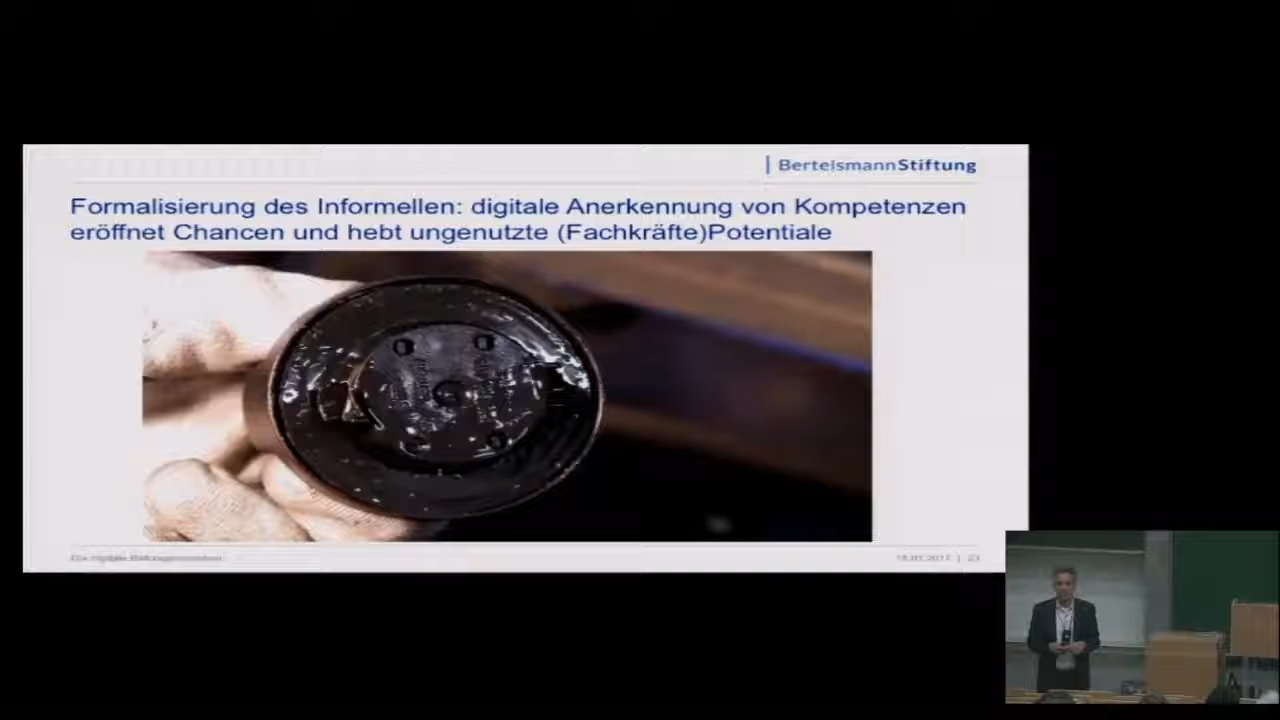 BertelsmannStiftung
Formalisierung des Informellen: digitale Anerkennung von Kompetenzen
eröffnet Chancen und hebt ungenutzte (Fachkräfte)Potentiale